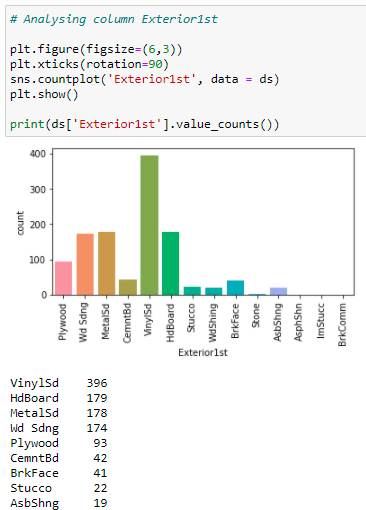 # Analysing column Exterior1st
plt.figure(figsize=(6,3))
plt.xticks(rotation=90)
sns.countplot('Exterior1st', data = ds)
plt.show()
print(ds['Exterior1st'].value_counts())
400
300
200
100
0
count
Plywood
Wd Sdng
MetalSd
CemntBd
VinylSd
HdBoard
Stucco
WdShing
BrkFace
Stone
AsbShng
AsphShn
ImStucc
BrkComm
Exterior1st
VinylSd 396
HdBoard 179
MetalSd 178
Wd Sdng 174
Plywood 93
CemntBd 42
BrkFace 41
Stucco 22
AsbShng 19